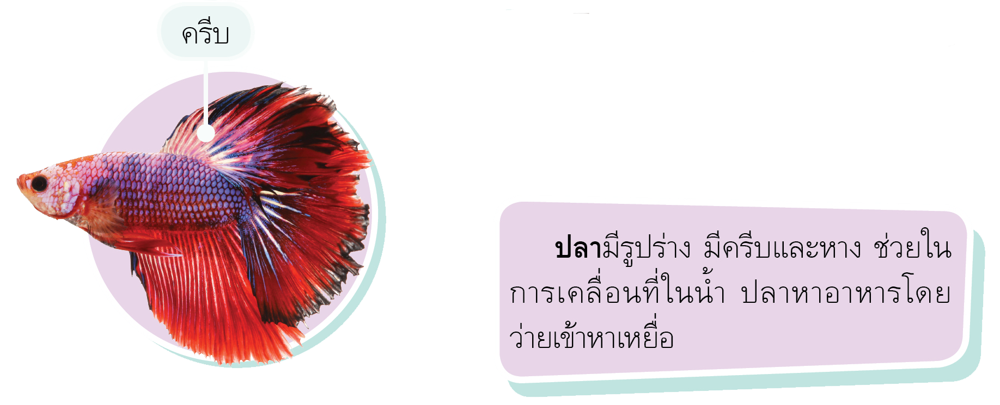 ครีบ
ปลามีรูปร่าง มีครีบและหาง ช่วยใน
การเคลื่อนที่ในน้ำ ปลาหาอาหารโดย
ว่ายเข้าหาเหยื่อ